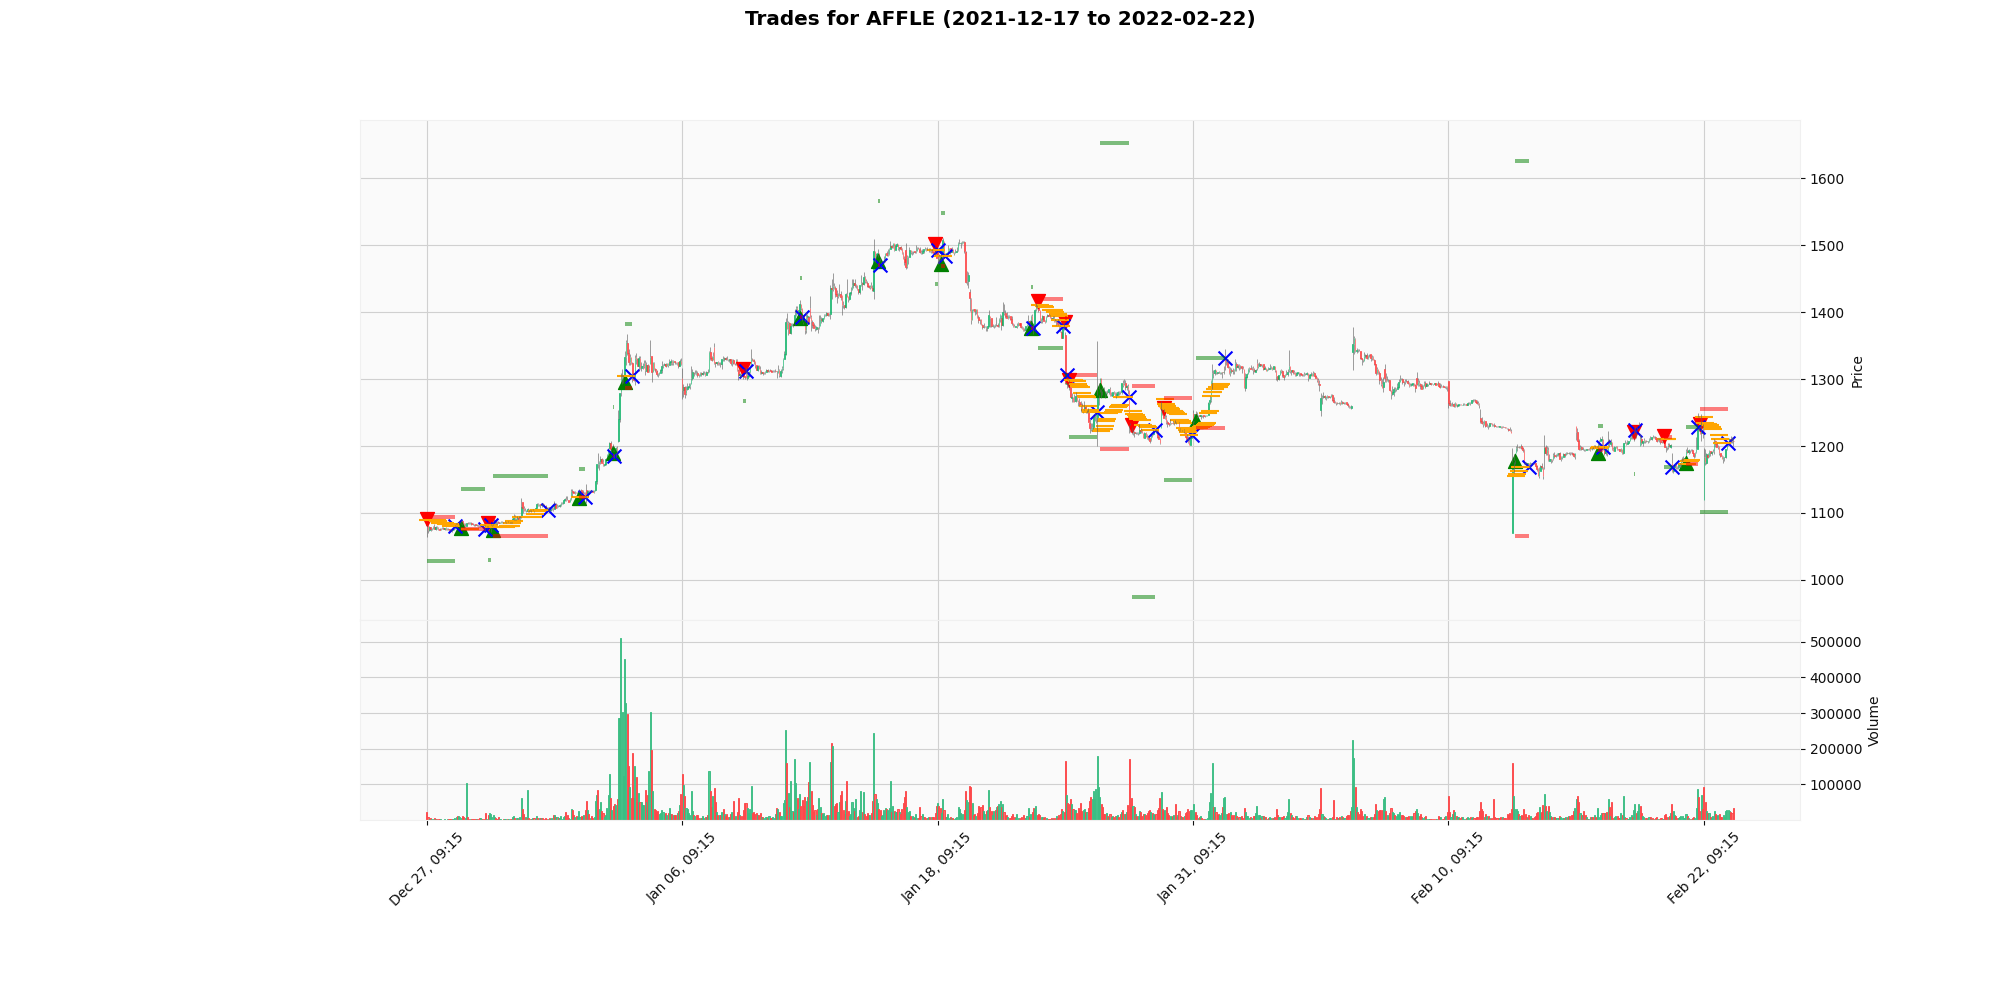 Trades for AFFLE (2021-12-17 to 2022-02-22)
1600
1500
1400
1300
1200
1100
1000
Price
500000
400000
300000
200000
100000
Volume
Dec 27, 09:15
Jan 06, 09:15
Jan 18, 09:15
Jan 31, 09:15
Feb 10, 09:15
Feb 22, 09:15